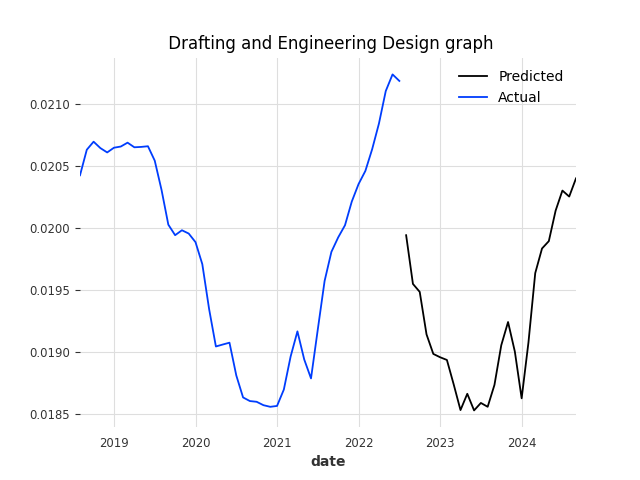 Drafting and Engineering Design graph
Predicted
Actual
0.0210
0.0205
0.0200
0.0195
0.0190
0.0185
2019 2020 2021 2022 2023 2024
date